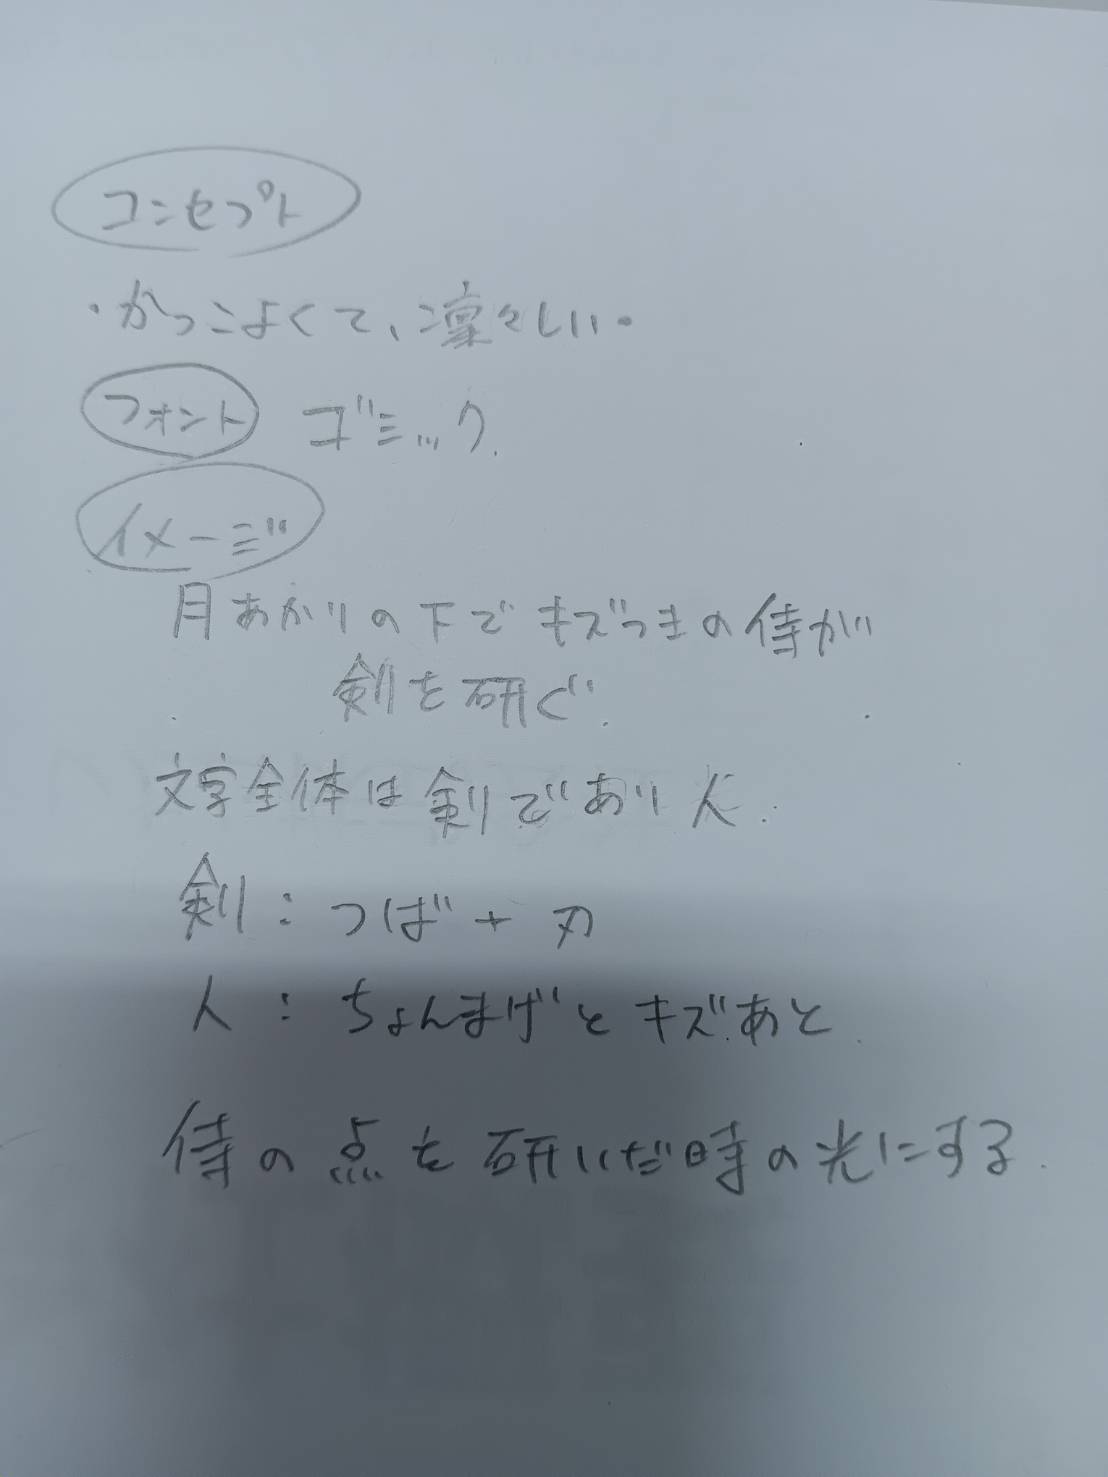 コンセプト
・かっこよくて、凛々しい。
フォント ゴシック
イメージ
月あかりの下でキズつきの侍が
剣を研ぐ。
文字全体は剣であり人.
剣：つば+刃
人：ちょんまげとキズあと.
侍の点を研いだ時の光にする.